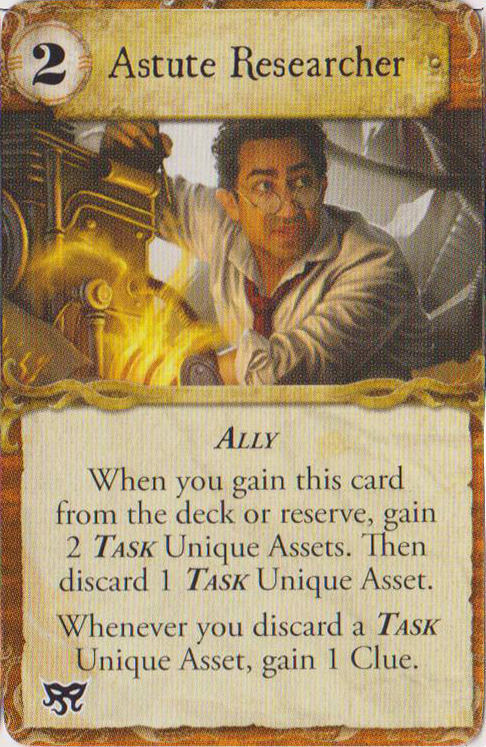 2
Astute Researcher
ALLY
When you gain this card
from the deck or reserve, gain
2 TASK Unique Assets. Then
discard 1 TASK Unique Asset.
Whenever you discard a TASK
Unique Asset, gain 1 Clue.